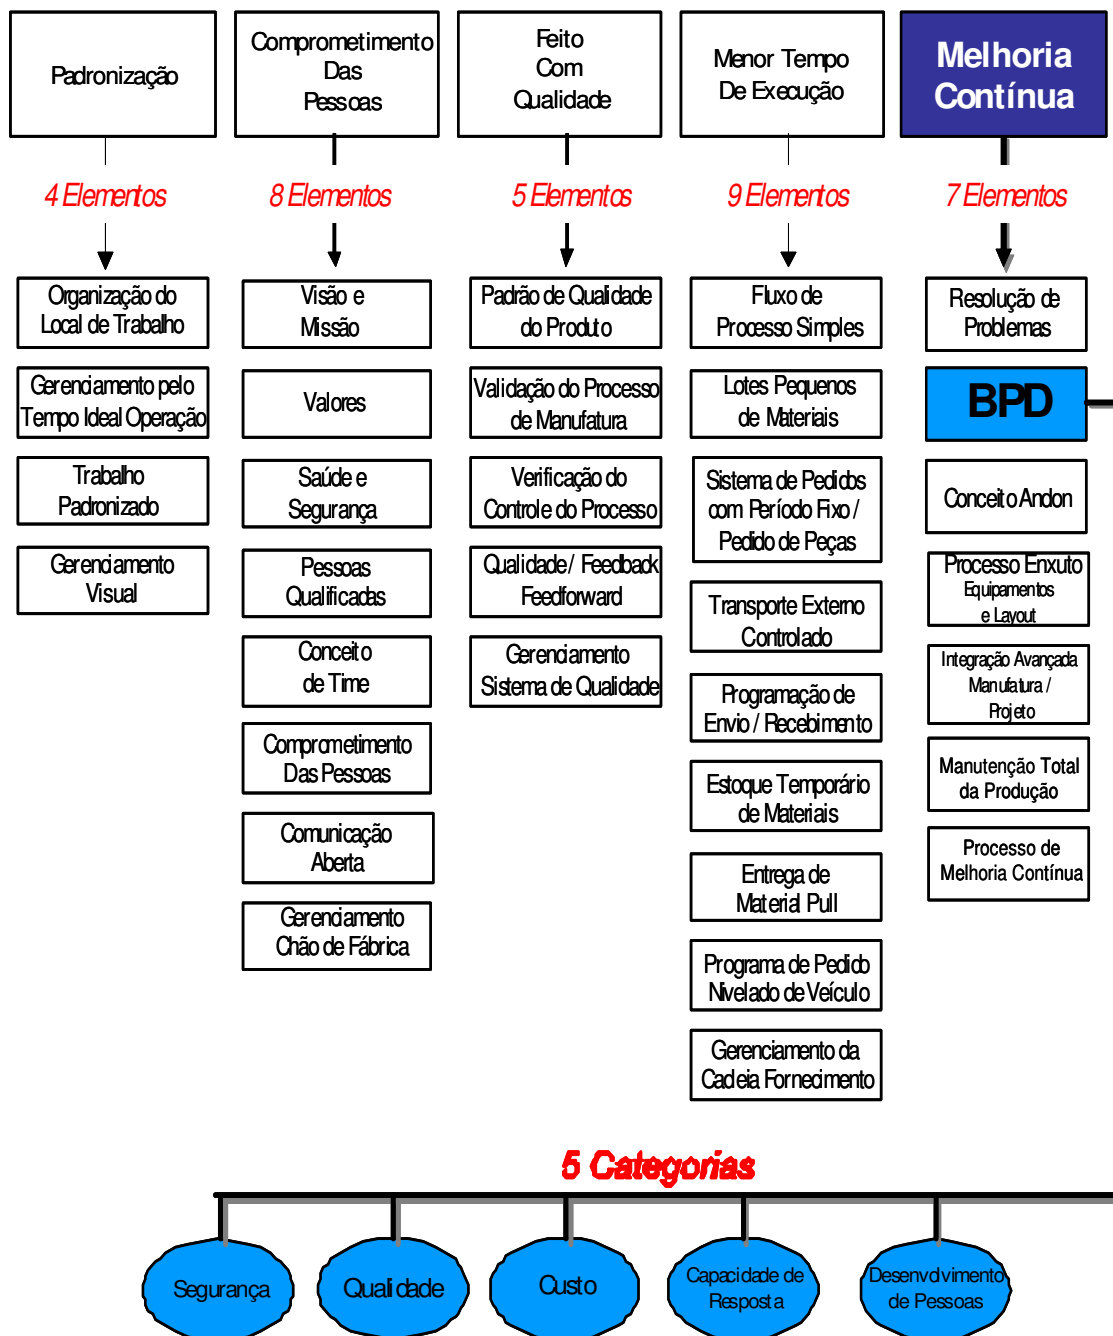 Padronização
Comprometimento
Das
Pessoas
Feito
Com
Qualidade
Menor Tempo
De Execução
Melhoria
Contínua
4 Elementos
8 Elementos
5 Elementos
9 Elementos
7 Elementos
Organização do
Local de Trabalho
Gerenciamento pelo
Tempo Ideal Operação
Trabalho
Padronizado
Gerenciamento
Visual
Visão e
Missão
Valores
Saúde e
Segurança
Pessoas
Qualificadas
Conceito
de Time
Comprometimento
Das Pessoas
Comunicação
Aberta
Gerenciamento
Chão de Fábrica
Padrão de Qualidade
do Produto
Validação do Processo
de Manufatura
Verificação do
Controle do Processo
Qualidade / Feedback
Feedforward
Gerenciamento
Sistema de Qualidade
Fluxo de
Processo Simples
Lotes Pequenos
de Materiais
Sistema de Pedidos
com Período Fixo /
Pedido de Peças
Transporte Externo
Controlado
Programação de
Envio / Recebimento
Estoque Temporário
de Materiais
Entrega de
Material Pull
Programa de Pedido
Nivelado de Veículo
Gerenciamento da
Cadeia Fornecimento
Resolução de
Problemas
BPD
Conceito Andon
Processo Enxuto
Equipamentos
e Layout
Integração Avançada
Manufatura /
Projeto
Manutenção Total
da Produção
Processo de
Melhoria Contínua
5 Categorias
Segurança
Qualidade
Custo
Capacidade de
Resposta
Desenvolvimento
de Pessoas